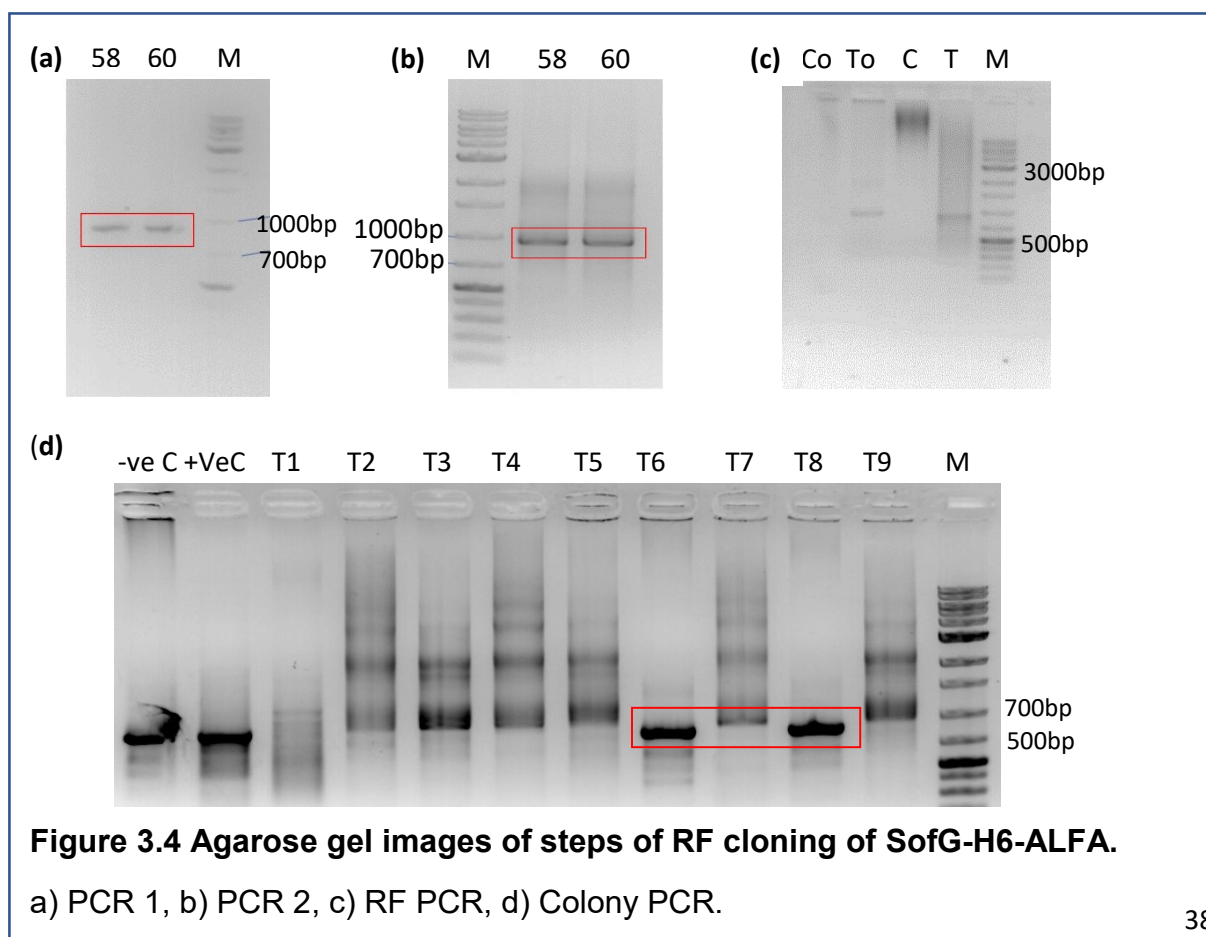 (a) 58 60 M
1000bp
700bp
(b) M 58 60
1000bp
700bp
(c) Co To C T M
3000bp
500bp
(d)
-ve C +VeC T1 T2 T3 T4 T5 T6 T7 T8 T9 M
700bp
500bp
Figure 3.4 Agarose gel images of steps of RF cloning of SofG-H6-ALFA.
a) PCR 1, b) PCR 2, c) RF PCR, d) Colony PCR.
38